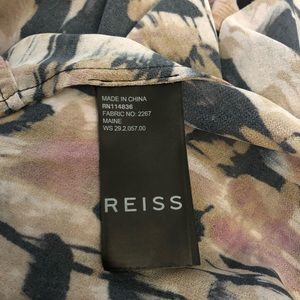 MADE IN CHINA
RN114836
FABRIC NO: 2267
MAINE
WS 29.2.057.00
REISS